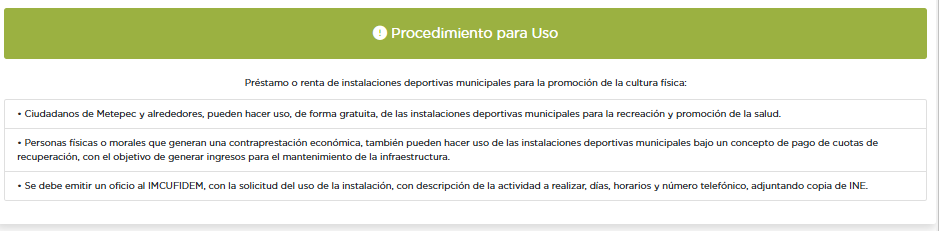 Procedimiento para Uso
Préstamo o renta de instalaciones deportivas municipales para la promoción de la cultura física:
• Ciudadanos de Metepec y alrededores, pueden hacer uso, de forma gratuita, de las instalaciones deportivas municipales para la recreación y promoción de la salud.
• Personas físicas o morales que generan una contraprestación económica, también pueden hacer uso de las instalaciones deportivas municipales bajo un concepto de pago de cuotas de
recuperación, con el objetivo de generar ingresos para el mantenimiento de la infraestructura.
• Se debe emitir un oficio al IMCUFIDEM, con la solicitud del uso de la instalación, con descripción de la actividad a realizar, días, horarios y número telefónico, adjuntando copia de INE.